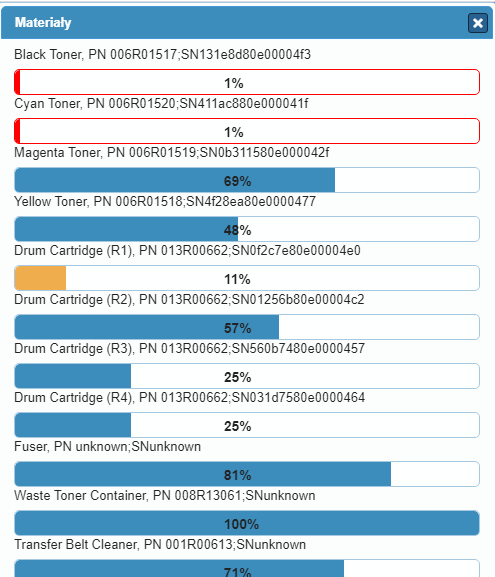 Materiały
Black Toner, PN 006R01517;SN131e8d80e00004f3
1%
Cyan Toner, PN 006R01520;SN411ac880e000041f
1%
Magenta Toner, PN 006R01519;SN0b311580e000042f
69%
Yellow Toner, PN 006R01518;SN4f28ea80e0000477
48%
Drum Cartridge (R1), PN 013R00662;SN0f2c7e80e00004e0
11%
Drum Cartridge (R2), PN 013R00662;SN01256b80e00004c2
57%
Drum Cartridge (R3), PN 013R00662;SN560b7480e0000457
25%
Drum Cartridge (R4), PN 013R00662;SN031d7580e0000464
25%
Fuser, PN unknown;SNunknown
81%
Waste Toner Container, PN 008R13061;SNunknown
100%
Transfer Belt Cleaner, PN 001R00613;SNunknown
71%